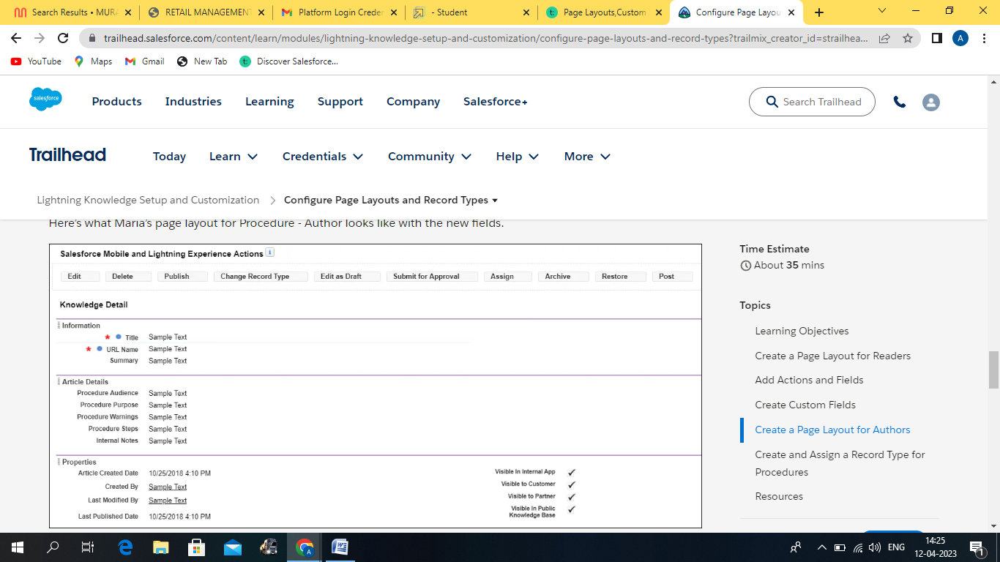 Search Results • MURA
RETAIL MANAGEMENT
Platform Login Creder
- Student
Page Layouts,Custom
Configure Page Layou
trailhead.salesforce.com/content/learn/modules/lightning-knowledge-setup-and-customization/configure-page-layouts-and-record-types?trailmix_creator_id=strailhea...
A
YouTube
Maps
Gmail
New Tab
Discover Salesforce...
salesforce
Products
Industries
Learning
Support
Company
Salesforce+
Search Trailhead
Trailhead
Today
Learn
Credentials
Community
Help
More
Lightning Knowledge Setup and Customization > Configure Page Layouts and Record Types
Here's what Maria's page layout for Procedure - Author looks like with the new fields.
Salesforce Mobile and Lightning Experience Actions i
Edit
Delete
Publish
Change Record Type
Edit as Draft
Submit for Approval
Assign
Archive
Restore
Post
Knowledge Detail
Information
* Title Sample Text
* URL Name Sample Text
Summary Sample Text
Article Details
Procedure Audience Sample Text
Procedure Purpose Sample Text
Procedure Warnings Sample Text
Procedure Steps Sample Text
Internal Notes Sample Text
Properties
Article Created Date 10/25/2018 4:10 PM
Created By Sample Text
Last Modified By Sample Text
Last Published Date 10/25/2018 4:10 PM
Visible In Internal App ✓
Visible to Customer ✓
Visible to Partner ✓
Visible In Public
Knowledge Base ✓
Time Estimate
About 35 mins
Topics
Learning Objectives
Create a Page Layout for Readers
Add Actions and Fields
Create Custom Fields
Create a Page Layout for Authors
Create and Assign a Record Type for
Procedures
Resources
ENG
14:25
12-04-2023
1